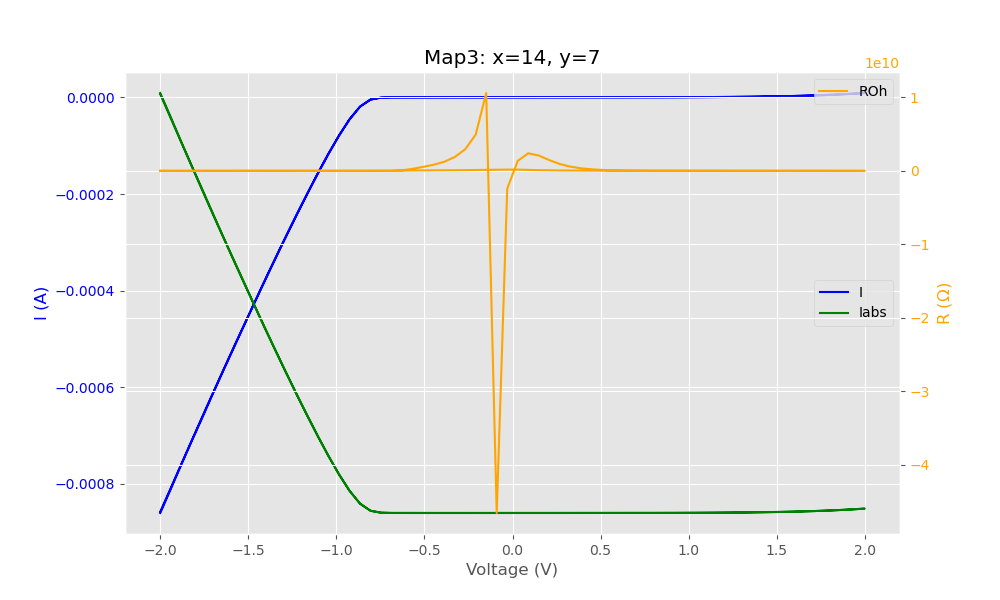 Map3: x=14, y=7
1e10
ROh
I
Iabs
0.0000
−0.0002
−0.0004
−0.0006
−0.0008
I (A)
1
0
−1
−2
−3
−4
R (Ω)
−2.0
−1.5
−1.0
−0.5
0.0
0.5
1.0
1.5
2.0
Voltage (V)